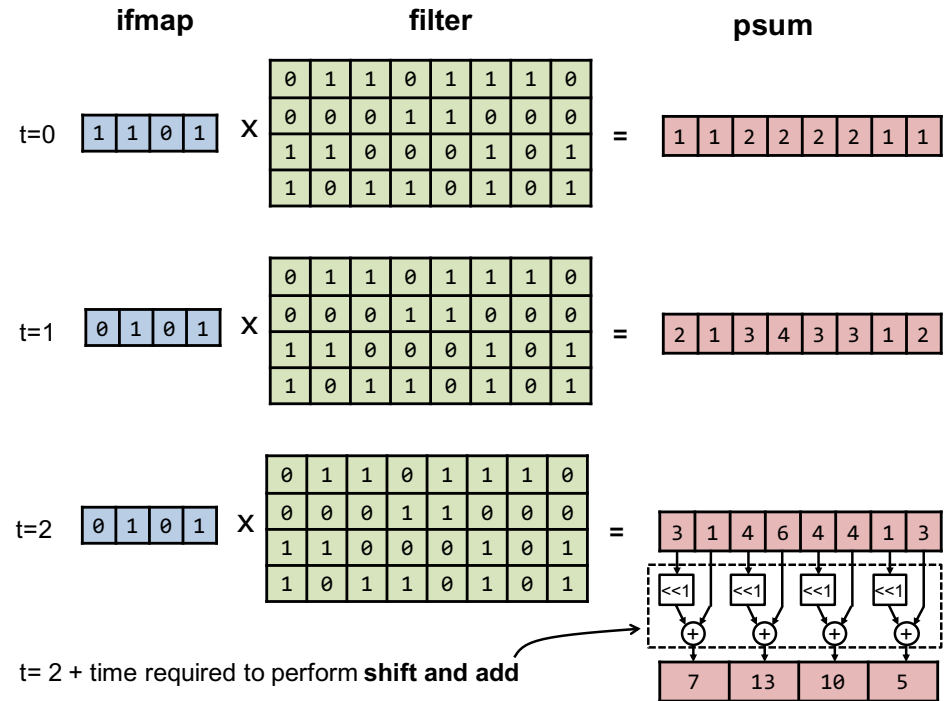 ifmap filter psum
0 1 1 0 1 1 1 0
0 0 0 1 1 0 0 0
t=0 1 1 0 1 X = 1 1 2 2 2 2 1 1
1 1 0 0 0 1 0 1
1 0 1 1 0 1 0 1
0 1 1 0 1 1 1 0
0 0 0 1 1 0 0 0
t=1 0 1 0 1 X = 2 1 3 4 3 3 1 2
1 1 0 0 0 1 0 1
1 0 1 1 0 1 0 1
0 1 1 0 1 1 1 0
0 0 0 1 1 0 0 0
t=2 0 1 0 1 X = 3 1 4 6 4 4 1 3
1 1 0 0 0 1 0 1
1 0 1 1 0 1 0 1
<<1 <<1 <<1 <<1
+ + + +
t= 2 + time required to perform shift and add
7 13 10 5